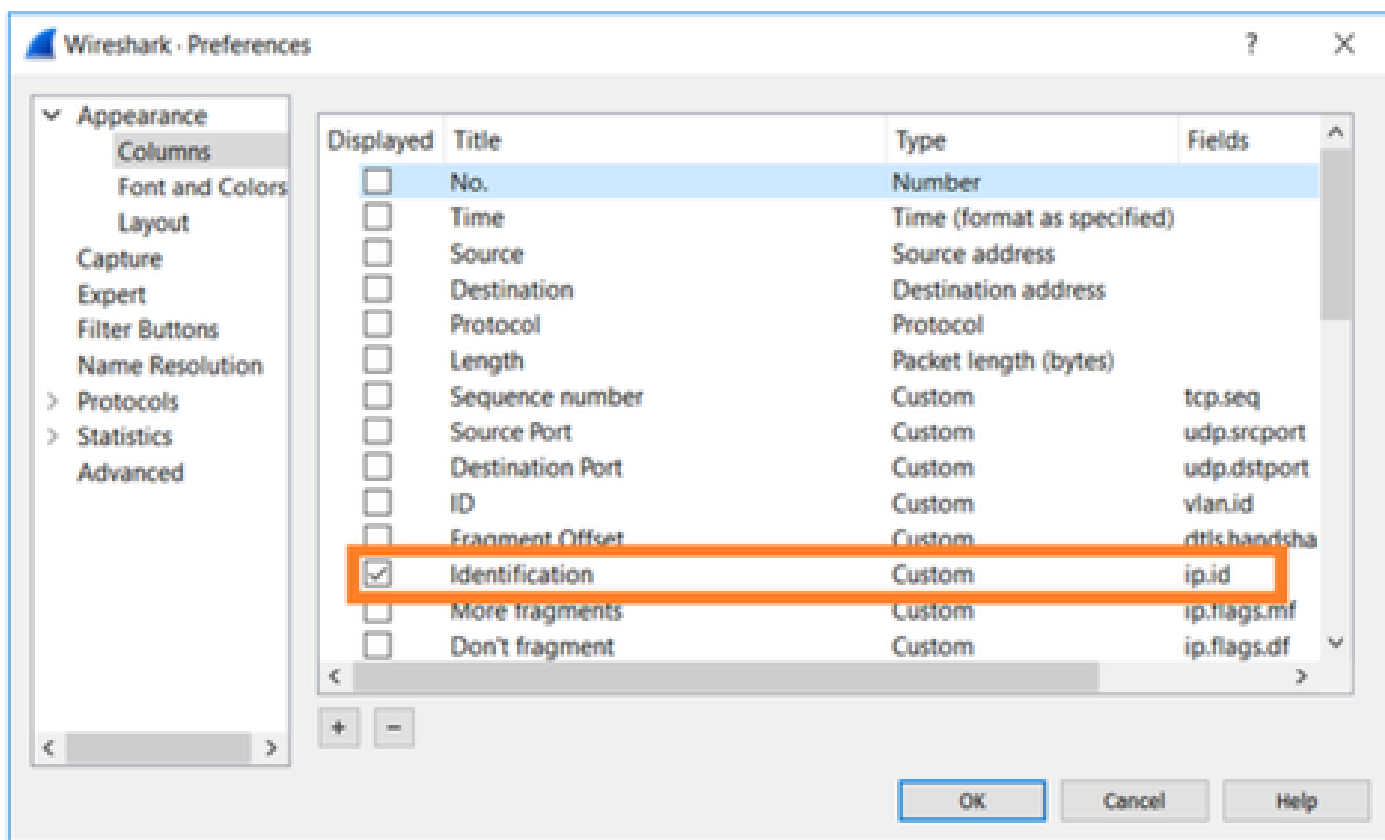 Wireshark · Preferences
?
Appearance
Columns
Font and Colors
Layout
Capture
Expert
Filter Buttons
Name Resolution
Protocols
Statistics
Advanced
Displayed Title Type Fields
No. Number
Time Time (format as specified)
Source Source address
Destination Destination address
Protocol Protocol
Length Packet length (bytes)
Sequence number Custom tcp.seq
Source Port Custom udp.srcport
Destination Port Custom udp.dstport
ID Custom vlan.id
Fragment Offset Custom dtls.handsha
Identification Custom ip.id
More fragments Custom ip.flags.mf
Don't fragment Custom ip.flags.df
+ −
OK Cancel Help